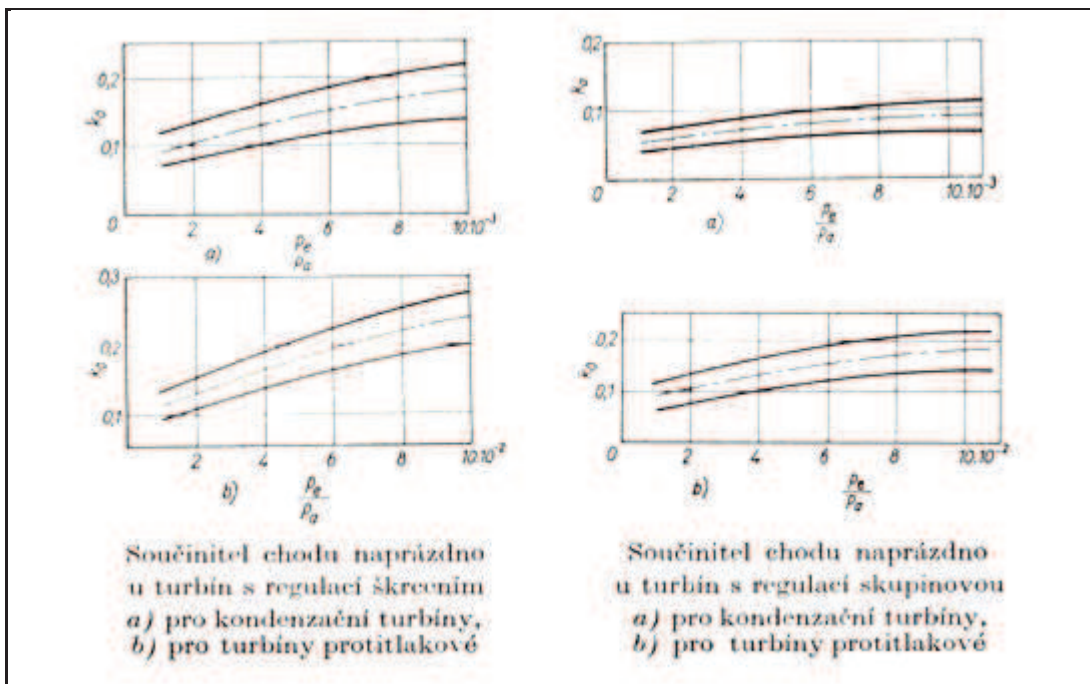 0,2
k₀
0,1
0 2 4 6 8 10.10⁻³
a) pₑ
pₐ
0,3
0,2
k₀
0,1
2 4 6 8 10.10⁻²
b) pₑ
pₐ
Součinitel chodu naprázdno
u turbín s regulací škrcením
a) pro kondenzační turbíny,
b) pro turbíny protitlakové
0,2
k₀
0,1
0 2 4 6 8 10.10⁻³
a) pₑ
pₐ
0,2
k₀
0,1
0 2 4 6 8 10.10⁻²
b) pₑ
pₐ
Součinitel chodu naprázdno
u turbín s regulací skupinovou
a) pro kondenzační turbíny,
b) pro turbíny protitlakové